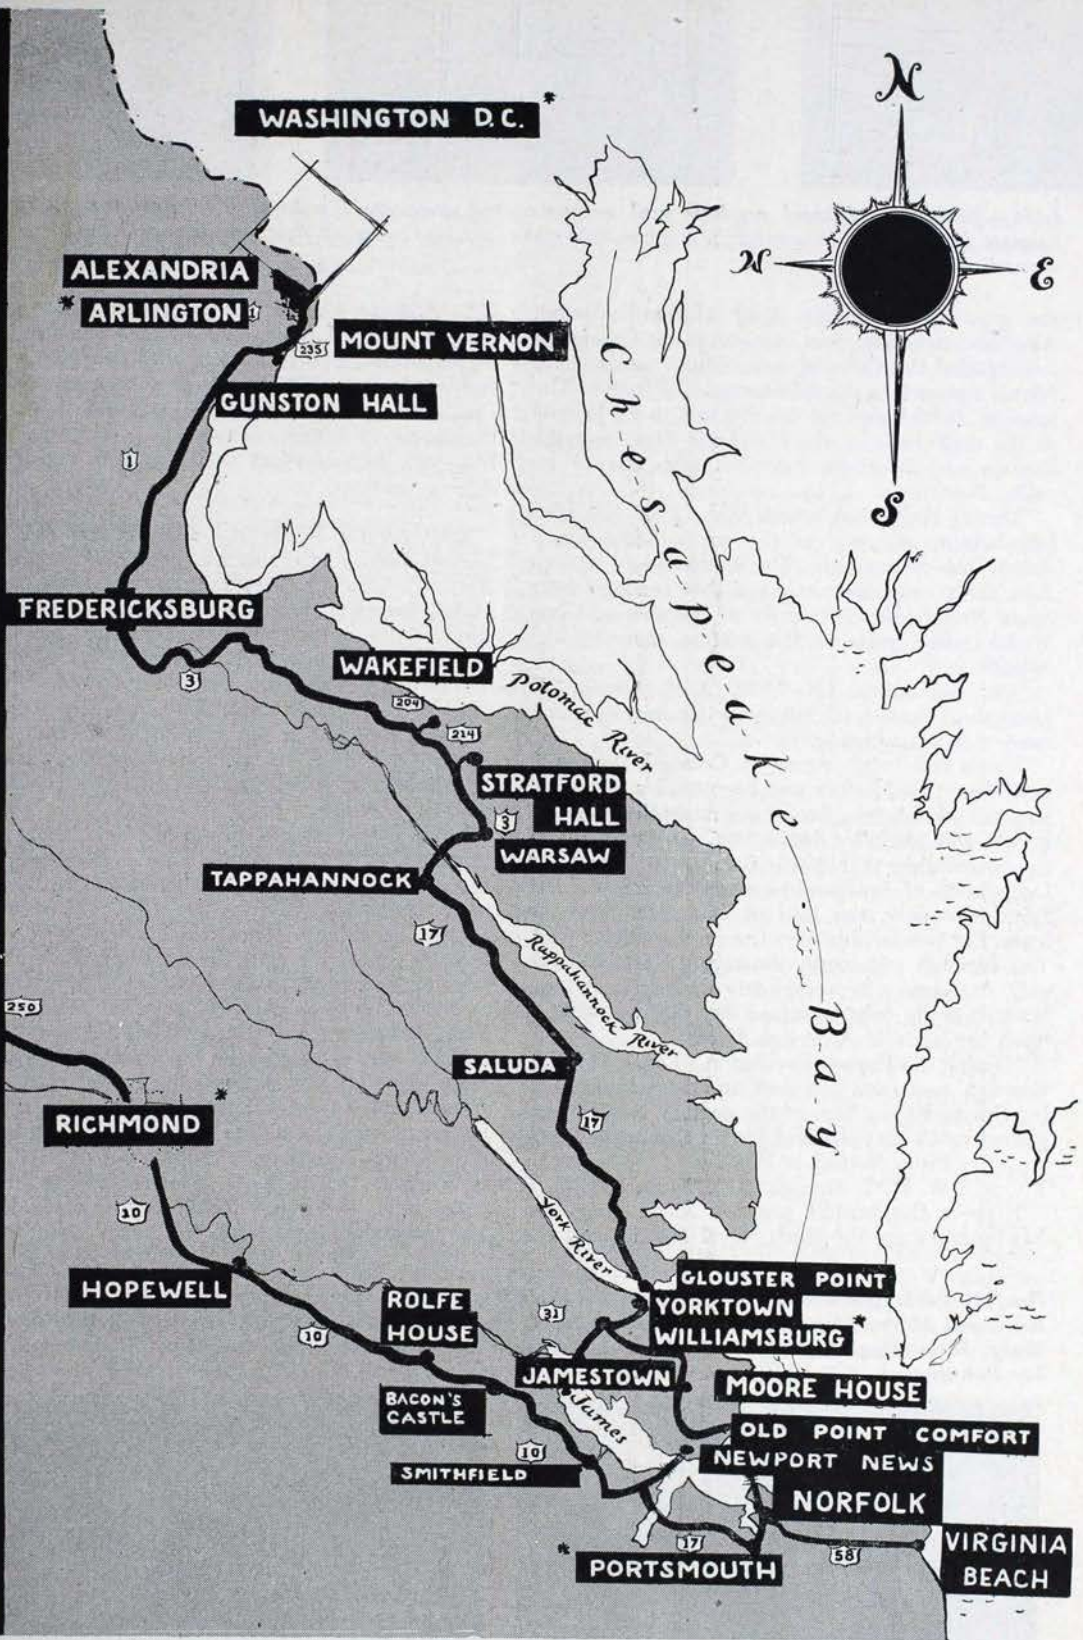 N
WASHINGTON D.C. *
W
E
ALEXANDRIA
* ARLINGTON
1
235
MOUNT VERNON
GUNSTON HALL
1
S
C-h-e-s-a-p-e-a-k-e
B-a-y
FREDERICKSBURG
3
WAKEFIELD
Potomac River
204
214
STRATFORD
HALL
3
WARSAW
TAPPAHANNOCK
17
Rappahannock River
250
SALUDA
RICHMOND *
17
10
York River
HOPEWELL
GLOUSTER POINT
YORKTOWN
WILLIAMSBURG *
31
ROLFE
HOUSE
10
JAMESTOWN
MOORE HOUSE
BACON'S
CASTLE
James
OLD POINT COMFORT
NEWPORT NEWS
10
SMITHFIELD
NORFOLK
17
58
VIRGINIA
BEACH
* PORTSMOUTH